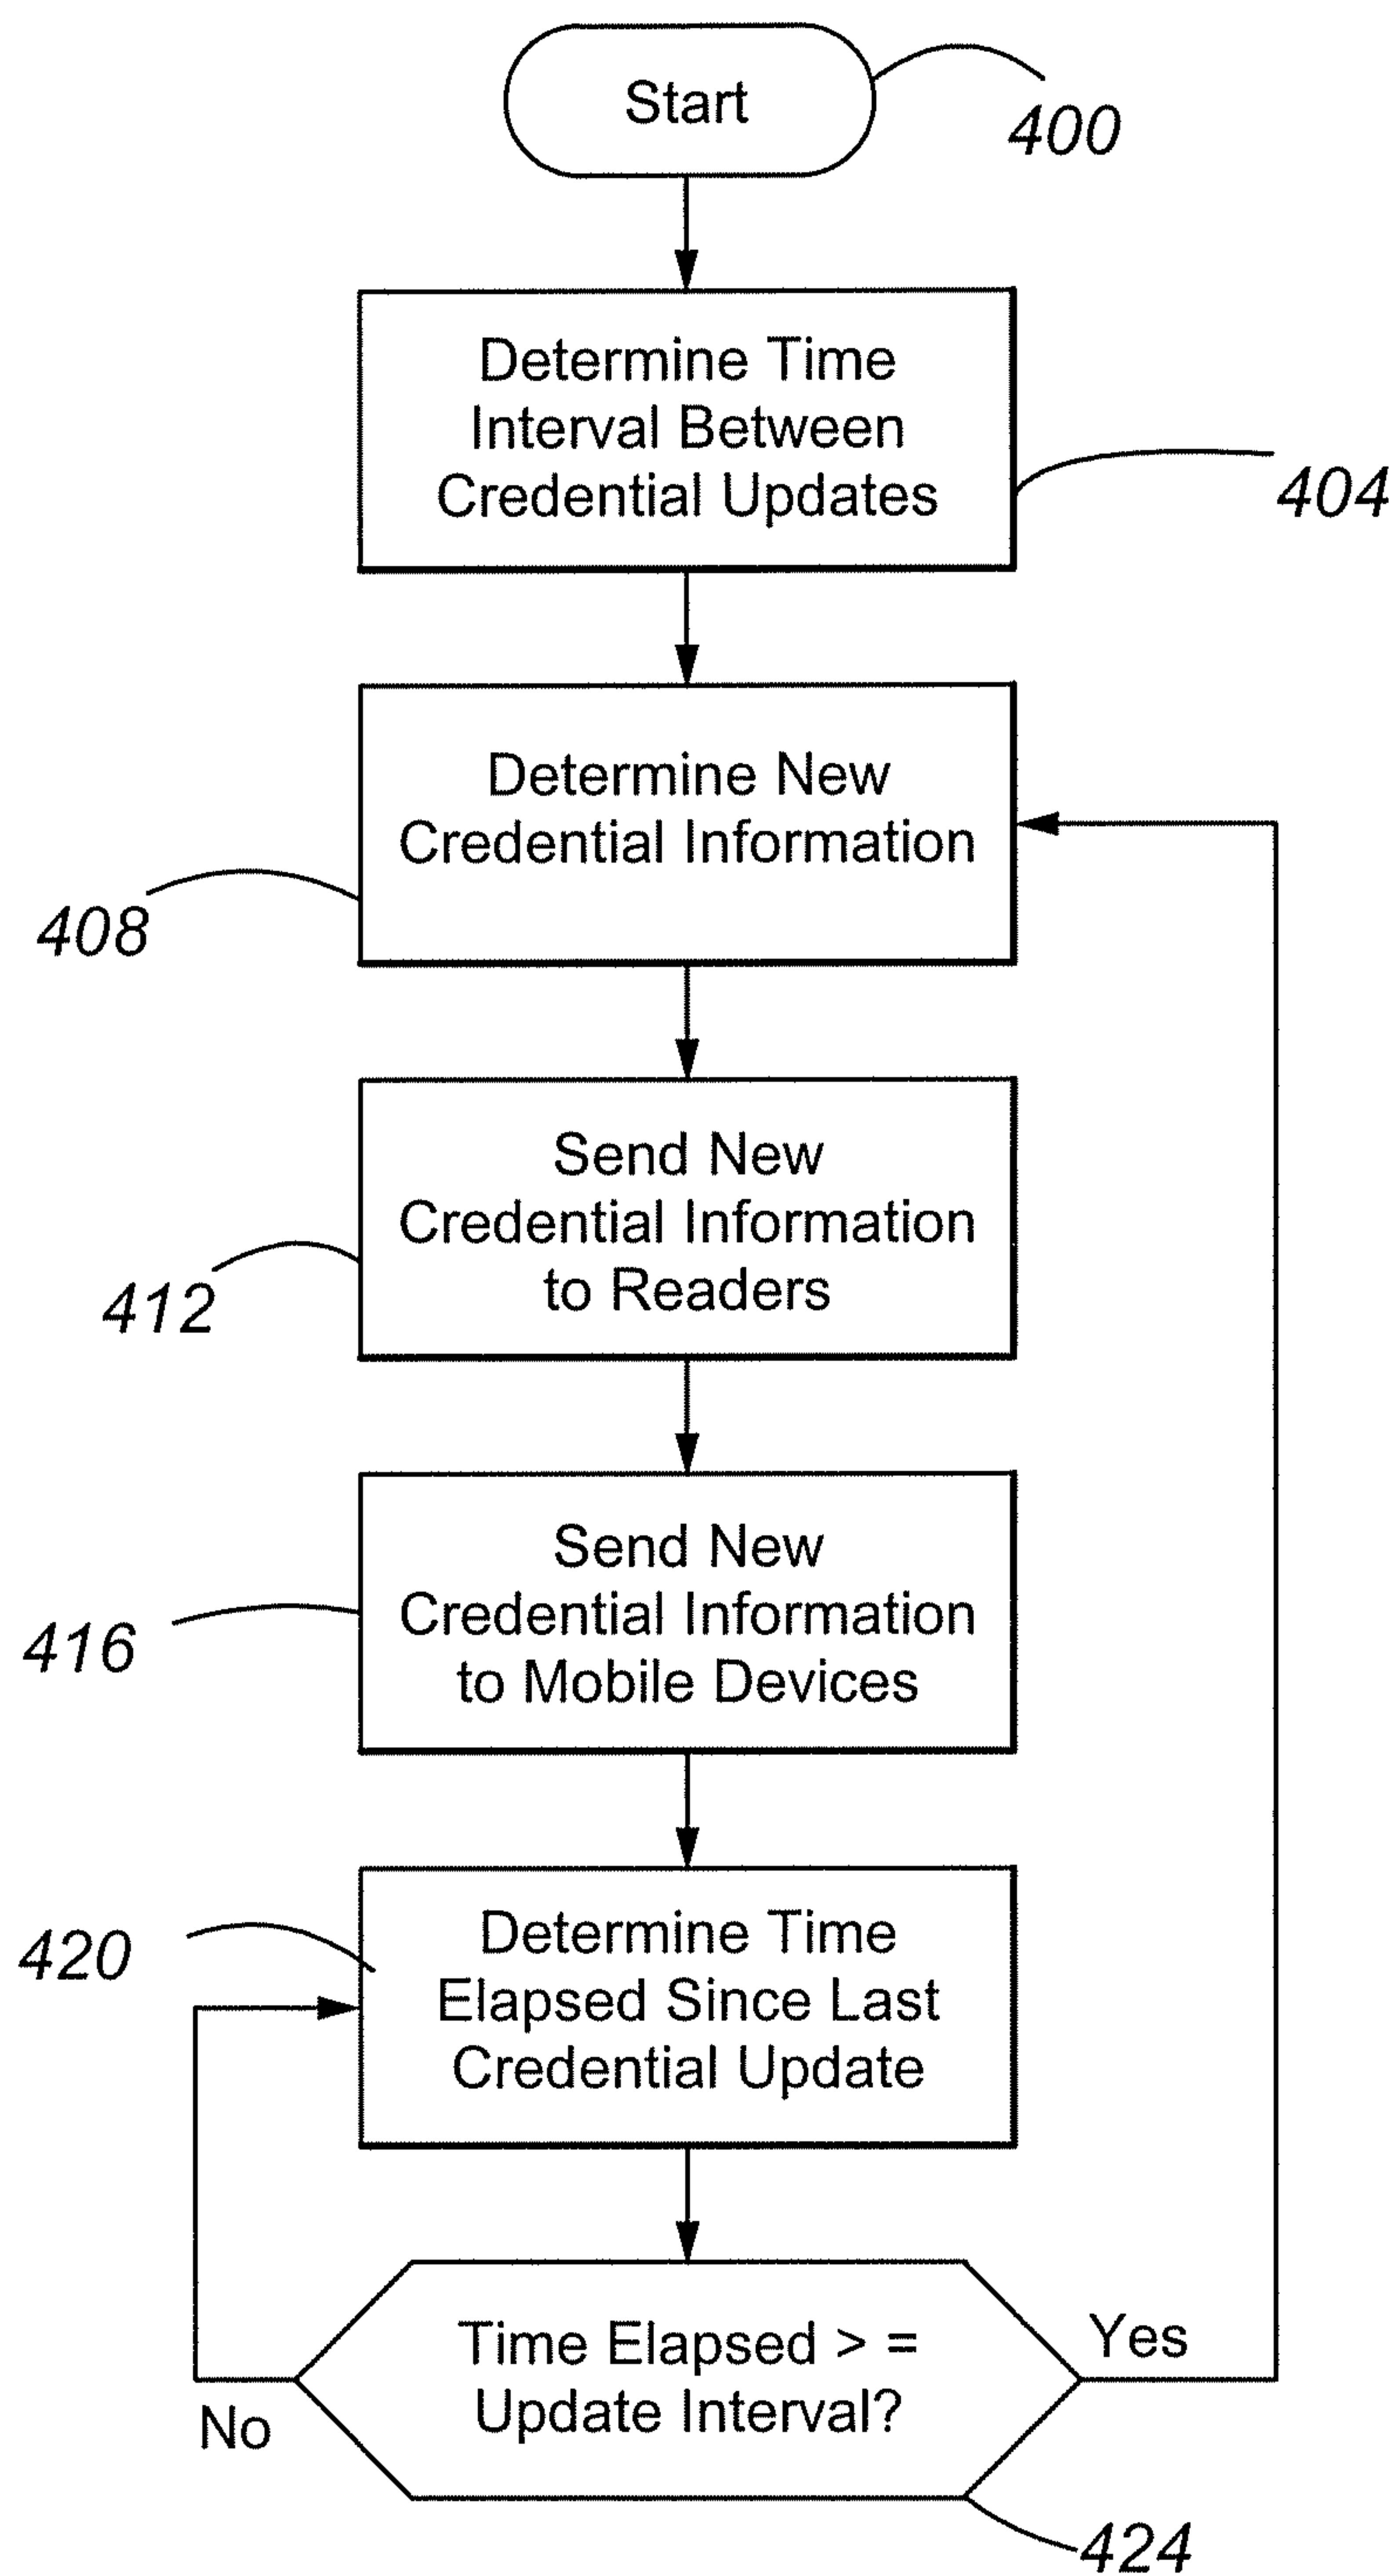 Start
400
Determine Time
Interval Between
Credential Updates
404
Determine New
Credential Information
408
Send New
Credential Information
to Readers
412
Send New
Credential Information
to Mobile Devices
416
Determine Time
Elapsed Since Last
Credential Update
420
Time Elapsed > =
Update Interval?
Yes
No
424